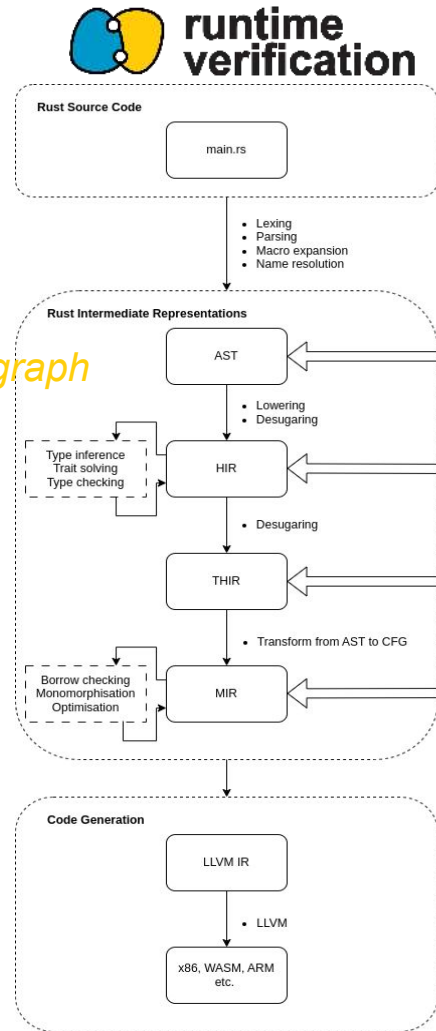 runtime
verification
Rust Source Code
main.rs
• Lexing
• Parsing
• Macro expansion
• Name resolution
Rust Intermediate Representations
AST
graph
• Lowering
• Desugaring
Type inference
Trait solving
Type checking
HIR
• Desugaring
THIR
• Transform from AST to CFG
Borrow checking
Monomorphisation
Optimisation
MIR
Code Generation
LLVM IR
• LLVM
x86, WASM, ARM
etc.